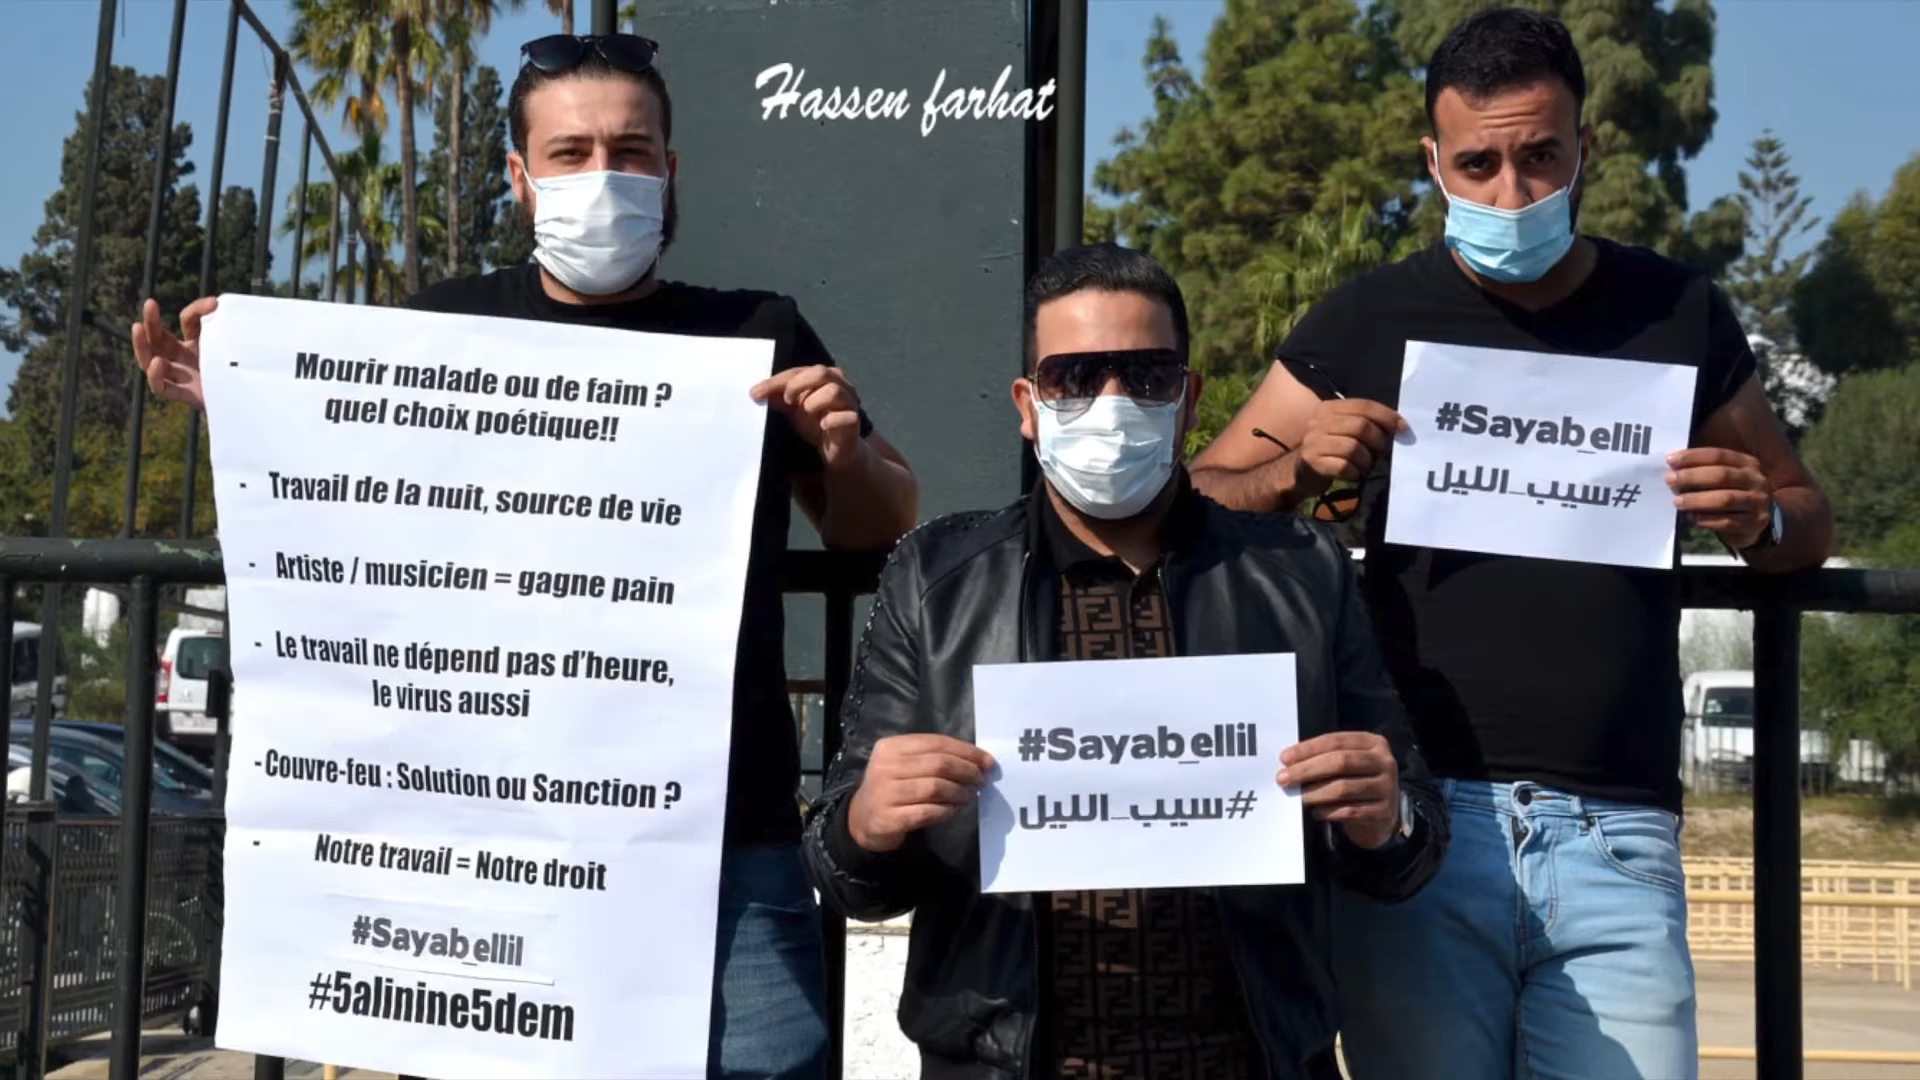 Hassen farhat
- Mourir malade ou de faim ?
quel choix poétique!!
- Travail de la nuit, source de vie
- Artiste / musicien = gagne pain
- Le travail ne dépend pas d'heure,
le virus aussi
- Couvre-feu : Solution ou Sanction ?
- Notre travail = Notre droit
#Sayab_ellil
#5alinine5dem
#Sayab_ellil
#سيب_الليل
#Sayab_ellil
#سيب_الليل